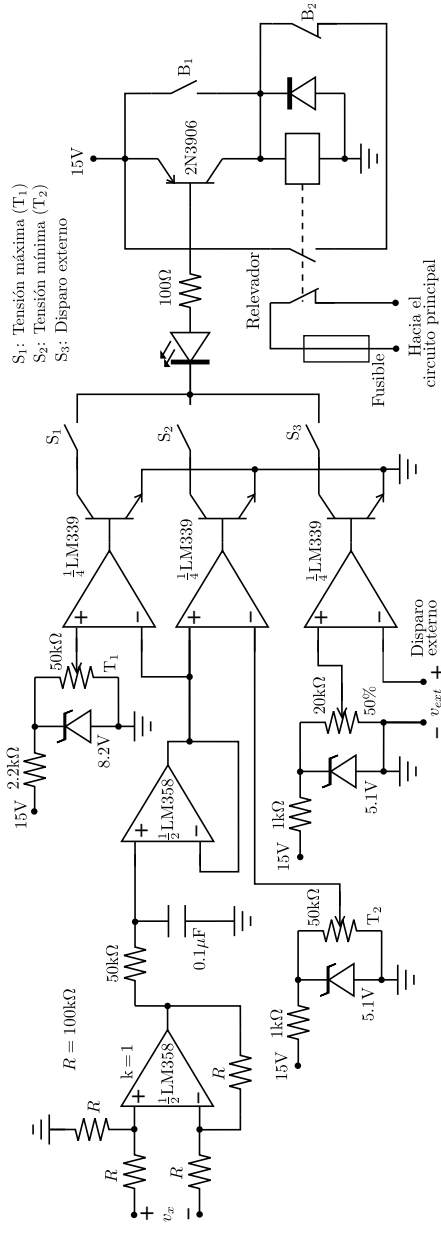 S₁: Tensión máxima (T₁)
S₂: Tensión mínima (T₂)
S₃: Disparo externo
R = 100kΩ
R
R
R
R
+
vₓ
−
k=1
+
−
½LM358
50kΩ
0.1μF
+
−
½LM358
15V
2.2kΩ
8.2V
50kΩ
T₁
15V
1kΩ
5.1V
50kΩ
T₂
15V
1kΩ
5.1V
20kΩ
50%
− vₑₓₜ +
Disparo
externo
+
−
¼LM339
+
−
¼LM339
+
−
¼LM339
S₁
S₂
S₃
100Ω
15V
2N3906
B₁
B₂
Relevador
Fusible
Hacia el
circuito principal